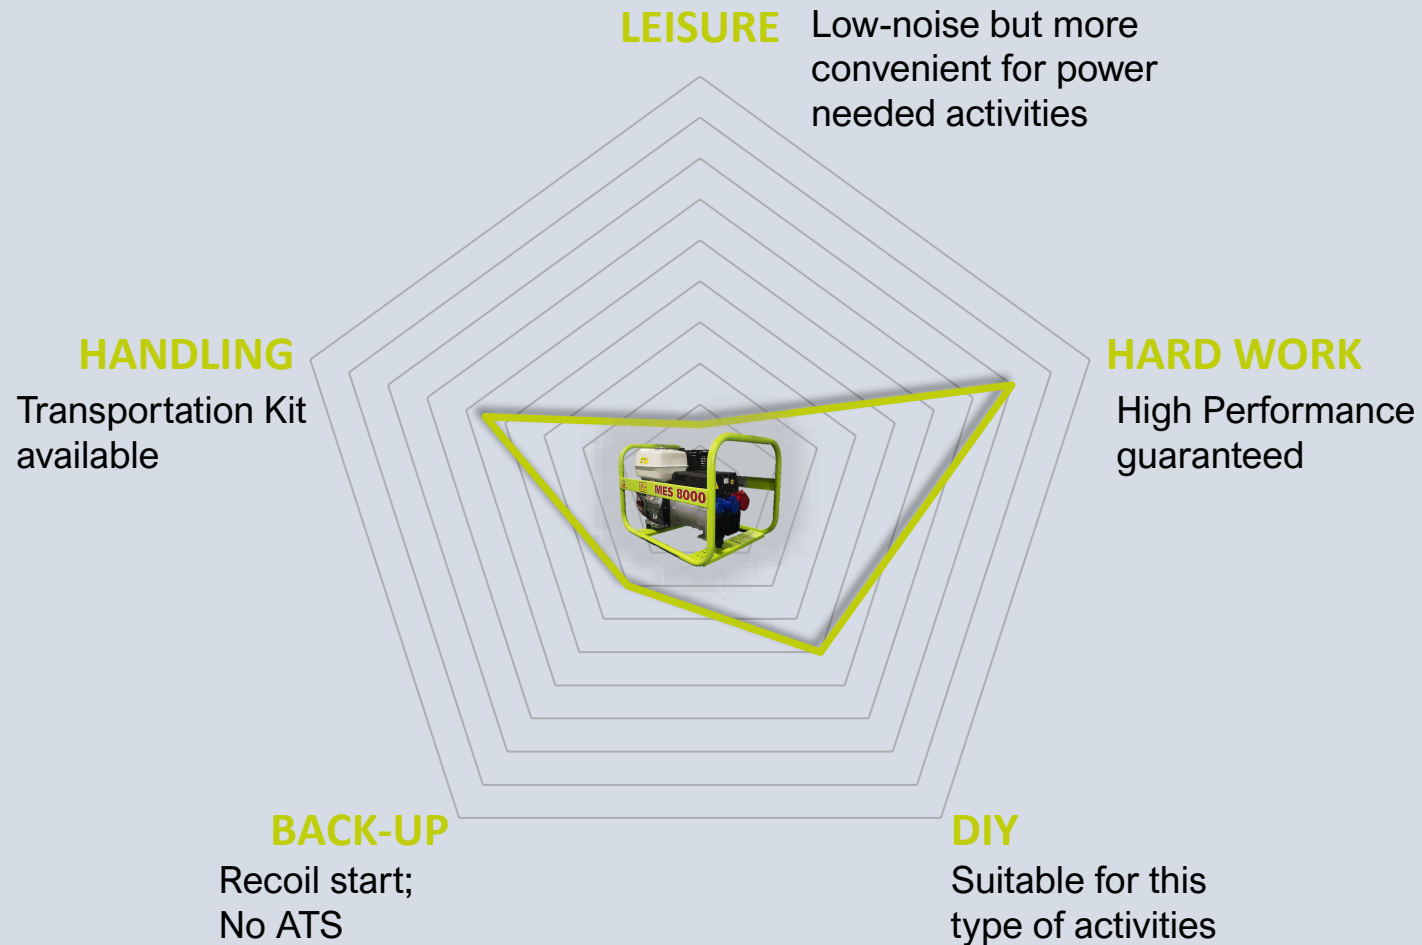 LEISURE
Low-noise but more
convenient for power
needed activities
HANDLING
Transportation Kit
available
HARD WORK
High Performance
guaranteed
MES 8000
BACK-UP
Recoil start;
No ATS
DIY
Suitable for this
type of activities